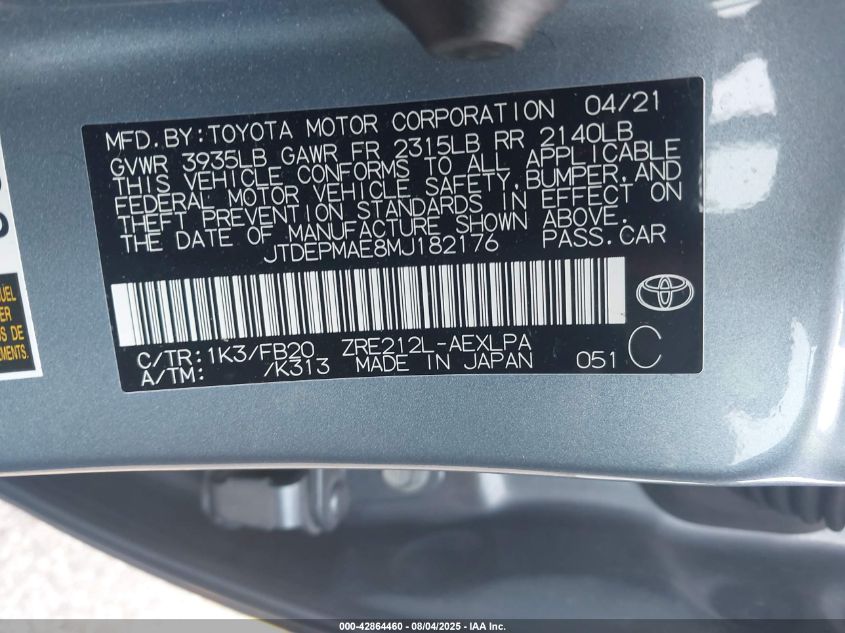 MFD. BY: TOYOTA MOTOR CORPORATION 04/21
GVWR 3935LB GAWR FR 2315LB RR 2140LB
THIS VEHICLE CONFORMS TO ALL APPLICABLE
FEDERAL MOTOR VEHICLE SAFETY, BUMPER, AND
THEFT PREVENTION STANDARDS IN EFFECT ON
THE DATE OF MANUFACTURE SHOWN ABOVE.
JTDEPMAE8MJ182176 PASS. CAR
C/TR: 1K3/FB20 ZRE212L-AEXLPA
A/TM: /K313 MADE IN JAPAN 051 C
000-42864460 - 08/04/2025 - IAA Inc.